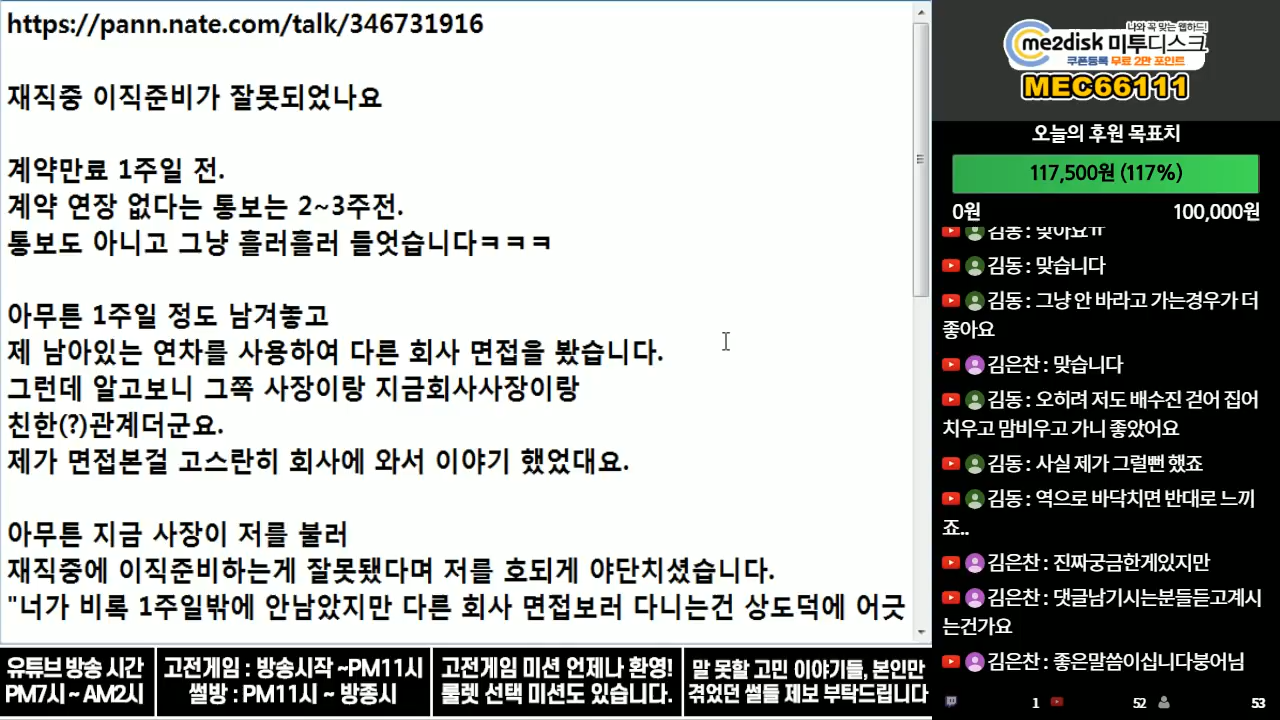 https://pann.nate.com/talk/346731916
재직중 이직준비가 잘못되었나요
계약만료 1주일 전.
계약 연장 없다는 통보는 2~3주전.
통보도 아니고 그냥 흘러흘러 들엇습니다ㅋㅋㅋ
아무튼 1주일 정도 남겨놓고
제 남아있는 연차를 사용하여 다른 회사 면접을 봤습니다.
그런데 알고보니 그쪽 사장이랑 지금회사사장이랑
친한(?)관계더군요.
제가 면접본걸 고스란히 회사에 와서 이야기 했었대요.
아무튼 지금 사장이 저를 불러
재직중에 이직준비하는게 잘못됐다며 저를 호되게 야단치셨습니다.
"너가 비록 1주일밖에 안남았지만 다른 회사 면접보러 다니는건 상도덕에 어긋
나와 꼭 맞는 웹하드!
me2disk 미투디스크
쿠폰등록 무료 2만 포인트
MEC66111
오늘의 후원 목표치
117,500원 (117%)
0원 100,000원
김동 : 맞아요ㅠ
김동 : 맞습니다
김동 : 그냥 안 바라고 가는경우가 더
좋아요
김은찬 : 맞습니다
김동 : 오히려 저도 배수진 걷어 집어
치우고 맘비우고 가니 좋았어요
김동 : 사실 제가 그럴뻔 했죠
김동 : 역으로 바닥치면 반대로 느끼
죠..
김은찬 : 진짜궁금한게있지만
김은찬 : 댓글남기시는분들듣고계시
는건가요
김은찬 : 좋은말씀이십니다붕어님
1 52 53
유튜브 방송 시간
PM7시 ~ AM2시
고전게임 : 방송시작 ~PM11시
썰방 : PM11시 ~ 방종시
고전게임 미션 언제나 환영!
룰렛 선택 미션도 있습니다.
말 못할 고민 이야기들, 본인만
겪었던 썰들 제보 부탁드립니다